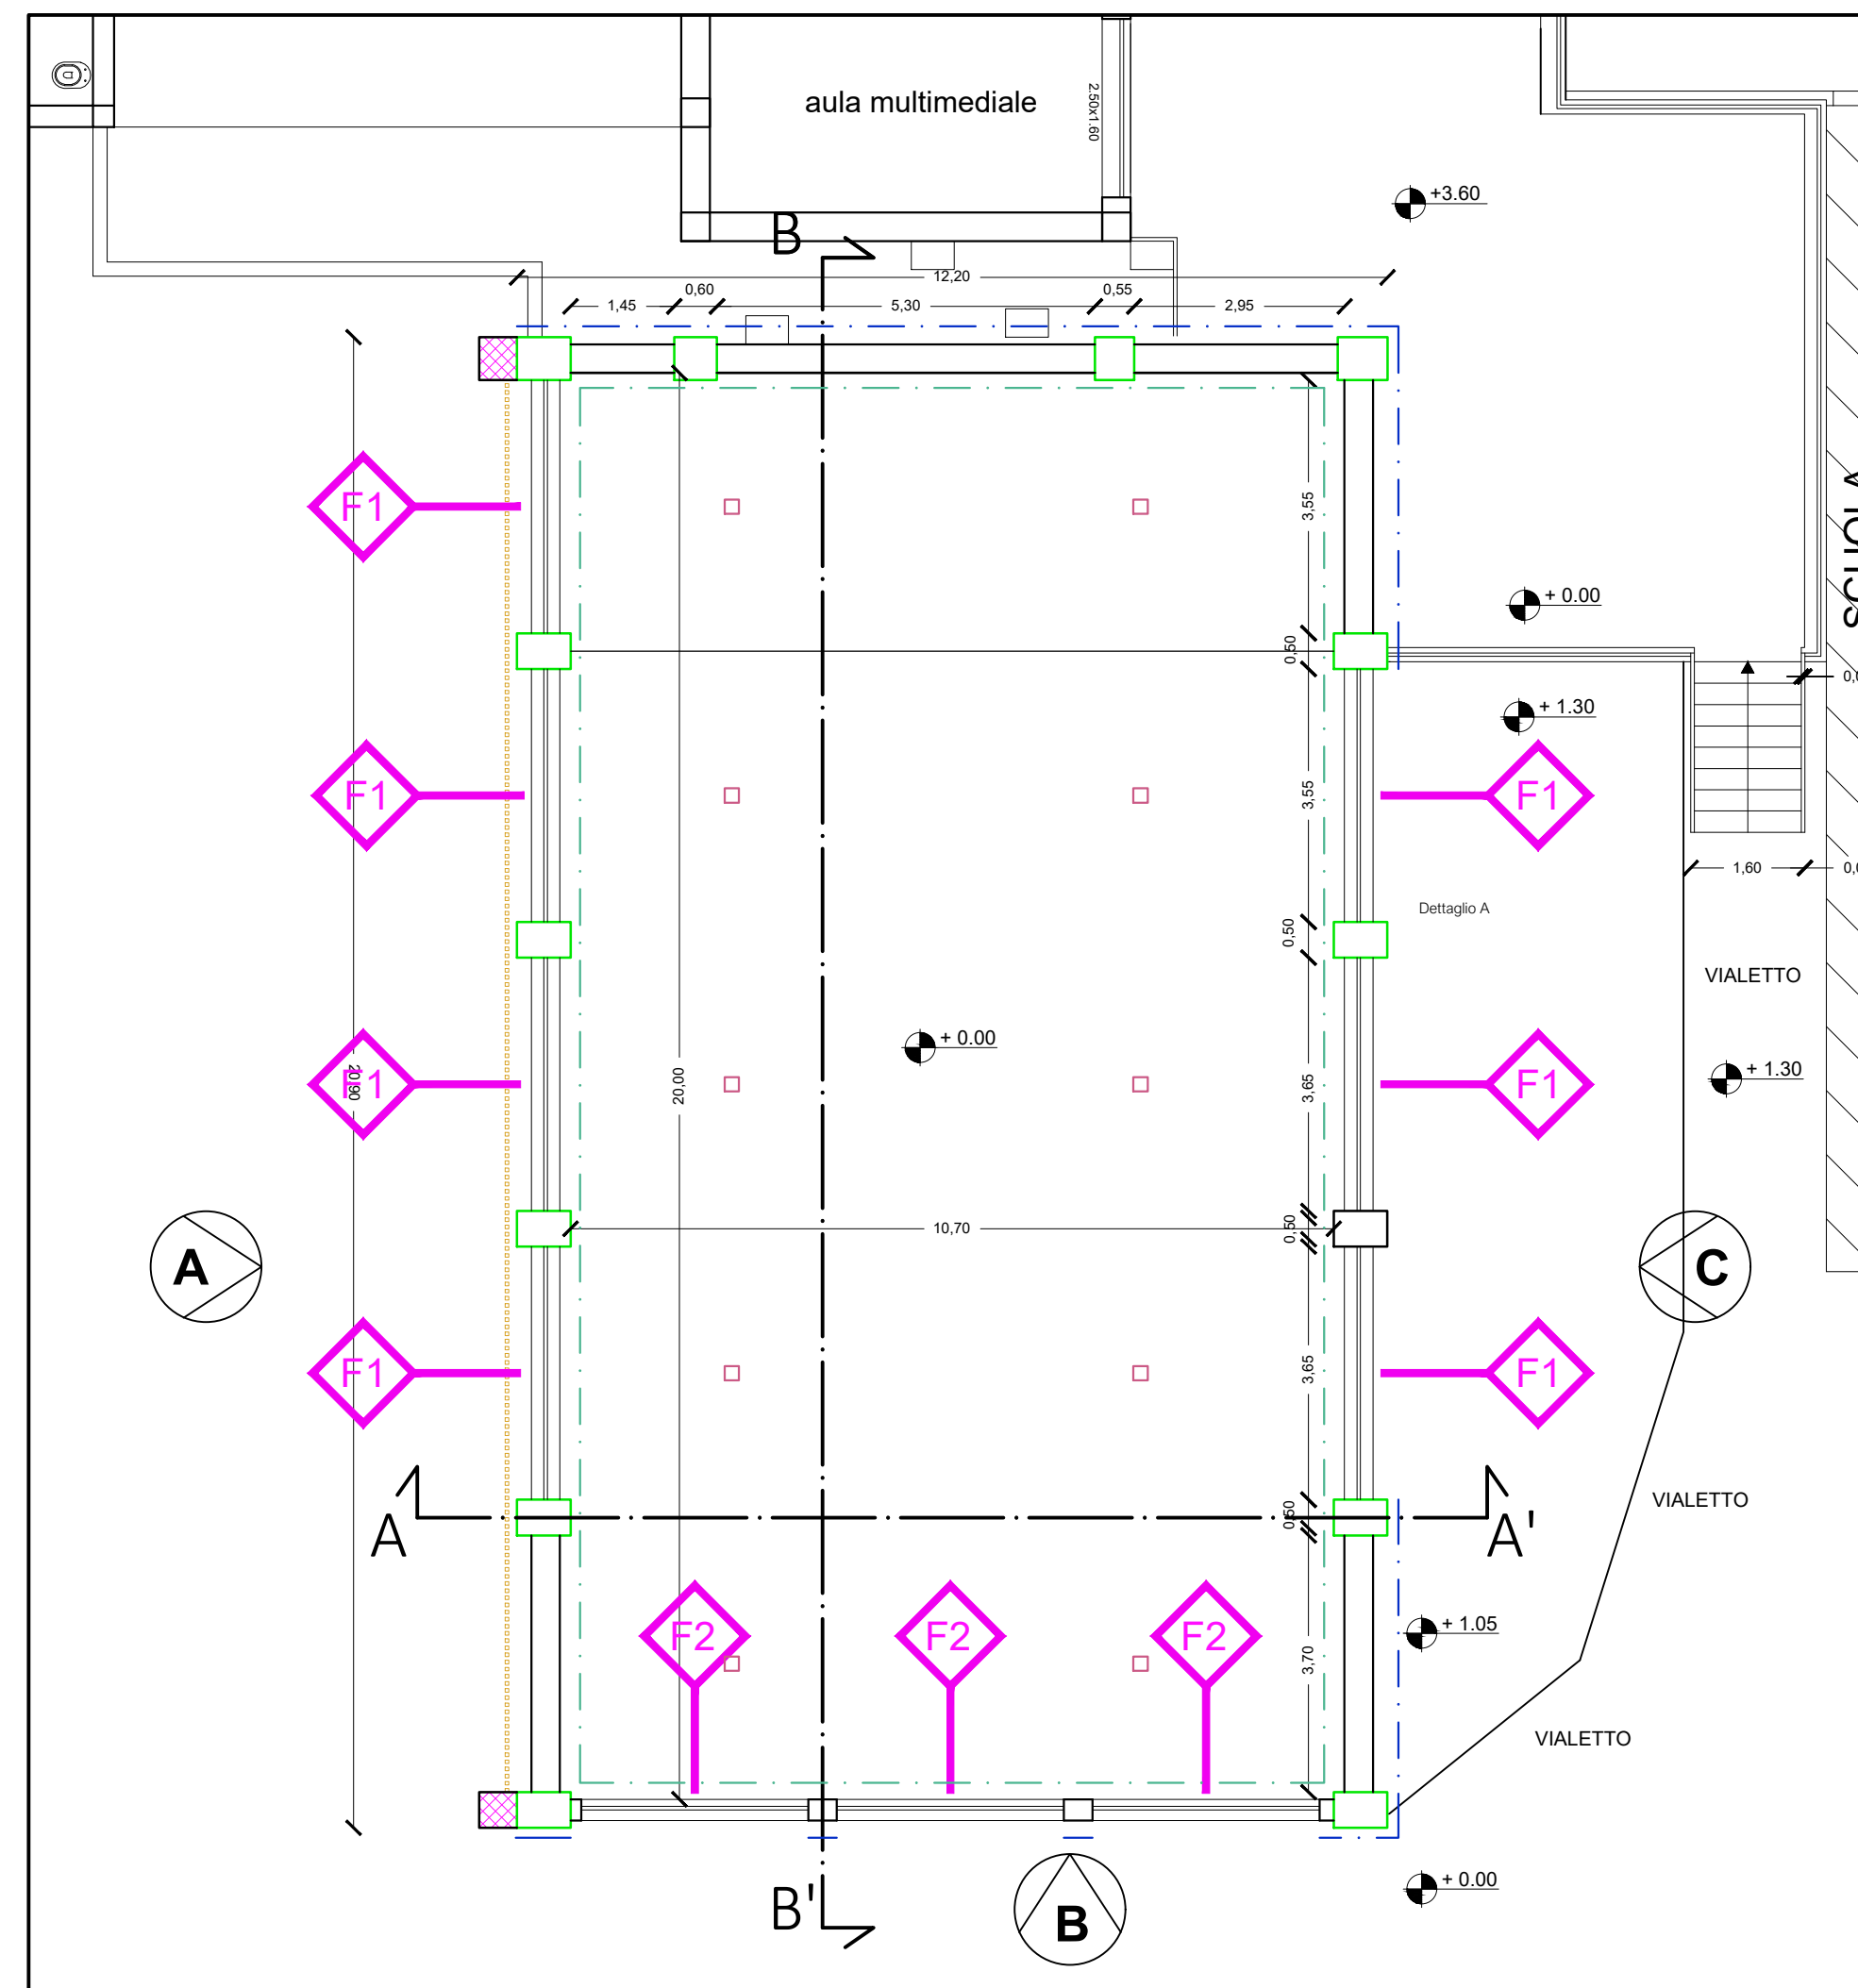 aula multimediale
2.50x1.60
+3.60
B
12,20
0,60
0,55
1,45
5,30
2,95
SCUOLA
F1
3,55
+ 0.00
0,50
+ 1.30
F1
3,55
F1
1,60
Dettaglio A
0,50
VIALETTO
+ 0.00
F1
20,90
20,00
3,65
F1
+ 1.30
A
10,70
0,50
C
F1
3,65
F1
VIALETTO
A
0,50
A'
F2
F2
F2
3,70
+ 1.05
VIALETTO
B'
B
+ 0.00